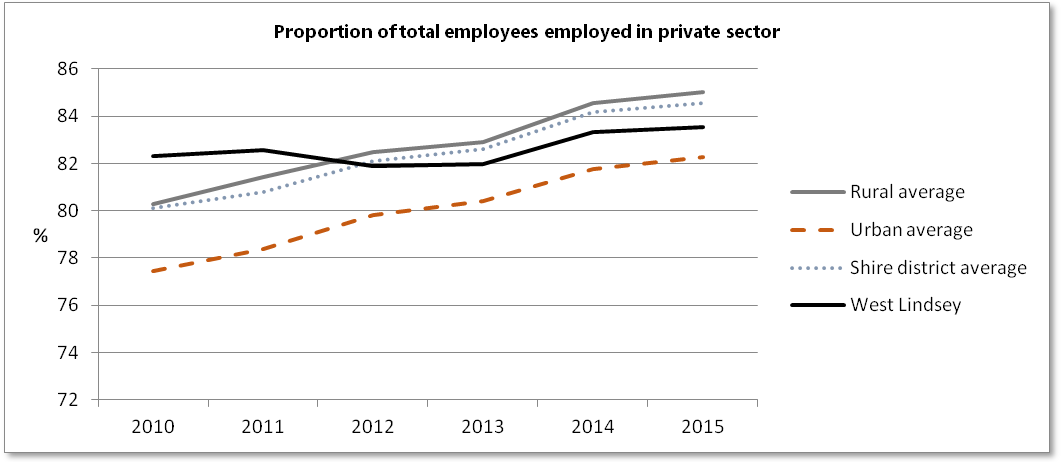 Proportion of total employees employed in private sector
86
84
82
80
78
76
74
72
%
2010 2011 2012 2013 2014 2015
Rural average
Urban average
Shire district average
West Lindsey